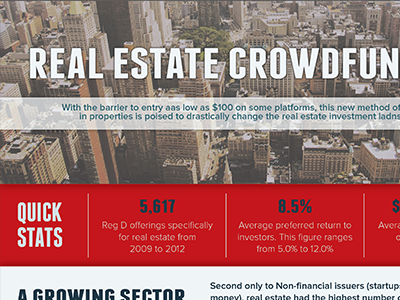 REAL ESTATE CROWDFUN
With the barrier to entry aas low as $100 on some platforms, this new method of
in properties is poised to drastically change the real estate investment ladns
QUICK
STATS
5,617
Reg D offerings specifically
for real estate from
2009 to 2012
8.5%
Average preferred return to
investors. This figure ranges
from 5.0% to 12.0%
$
Avera
o
A GROWING SECTOR
Second only to Non-financial issuers (startups
money), real estate had the highest number